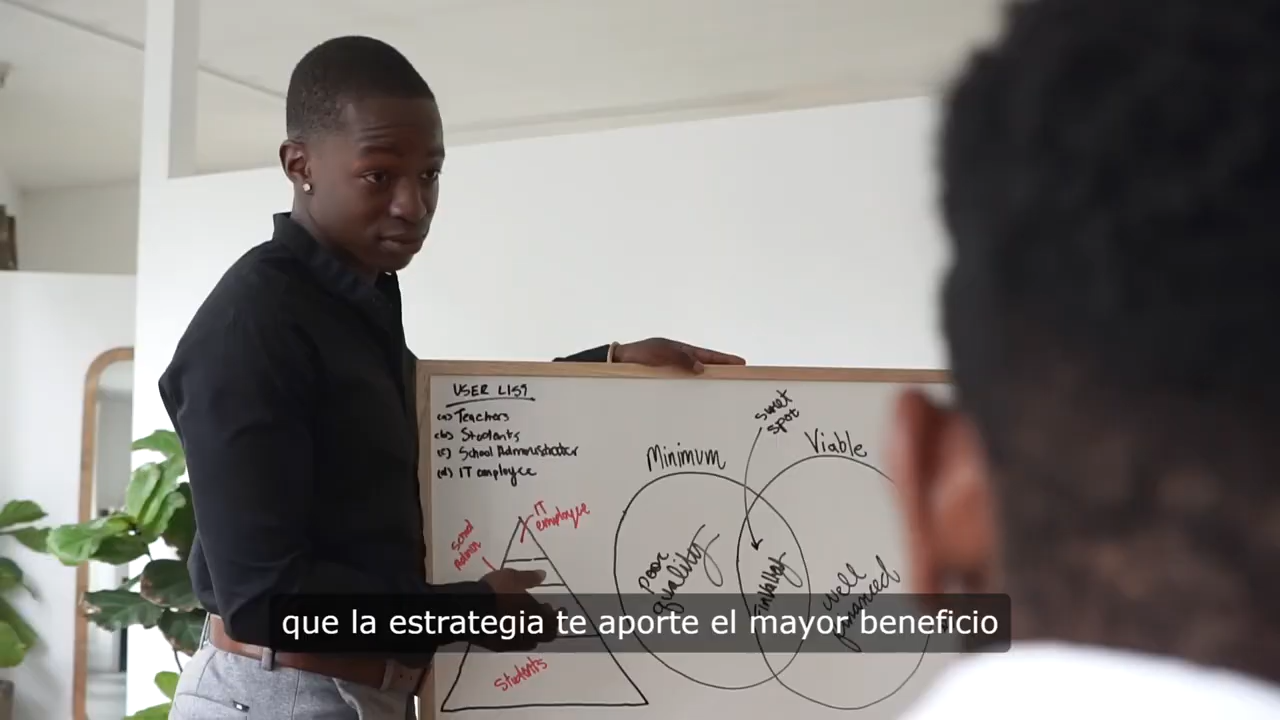 USER LIST
(a) Teachers
(b) Students
(c) School Administrator
(d) IT employee
sweet
spot
Minimum
Viable
IT
employee
School
Admin
poor
quality
well
que la estrategia te aporte el mayor beneficio
Students